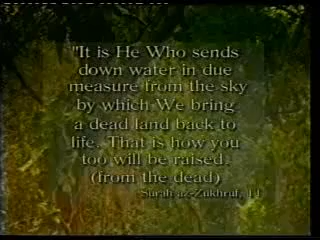 "It is He Who sends
down water in due
measure from the sky
by which We bring
a dead land back to
life. That is how you
too will be raised.
(from the dead)
Surah az-Zukhruf, 11